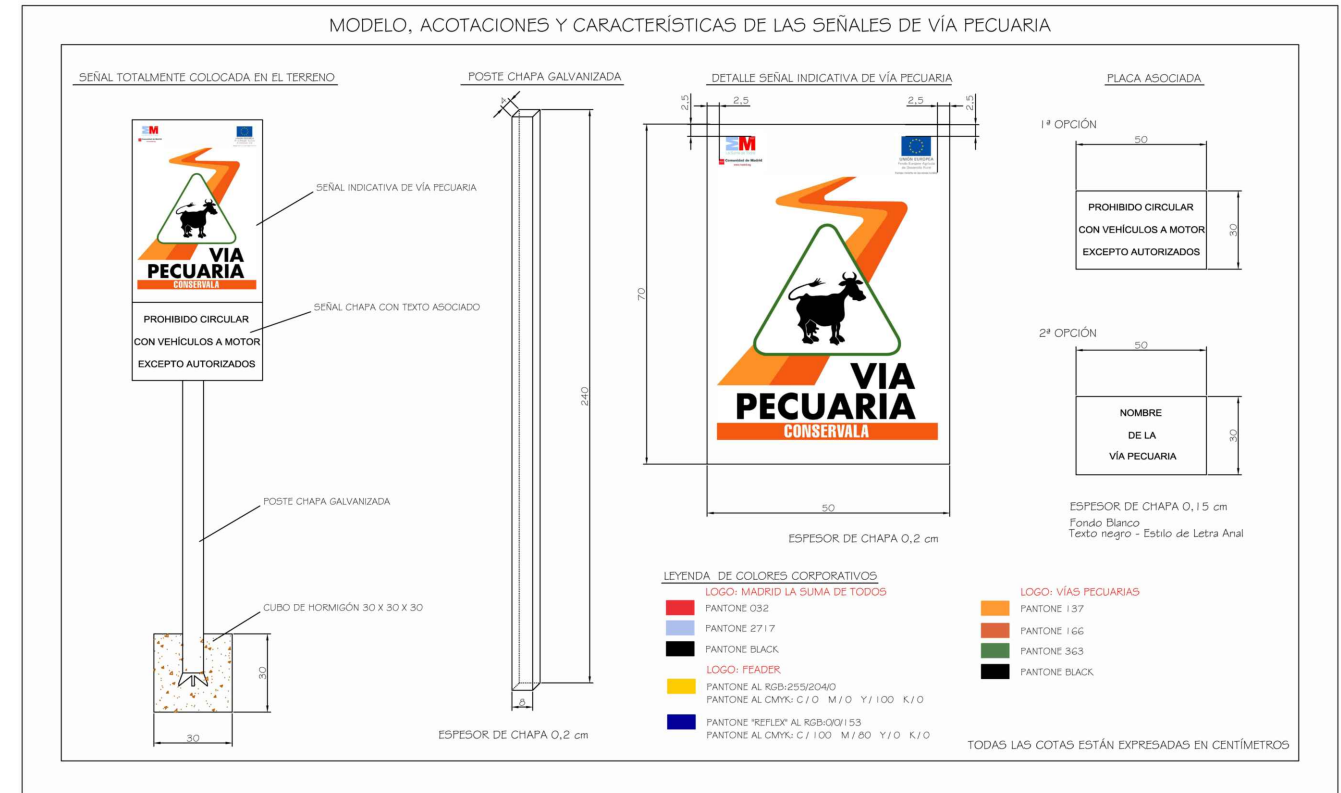 MODELO, ACOTACIONES Y CARACTERÍSTICAS DE LAS SEÑALES DE VÍA PECUARIA
SEÑAL TOTALMENTE COLOCADA EN EL TERRENO
VIA
PECUARIA
CONSERVALA
PROHIBIDO CIRCULAR
CON VEHÍCULOS A MOTOR
EXCEPTO AUTORIZADOS
SEÑAL INDICATIVA DE VÍA PECUARIA
SEÑAL CHAPA CON TEXTO ASOCIADO
POSTE CHAPA GALVANIZADA
CUBO DE HORMIGÓN 30 X 30 X 30
30
30
POSTE CHAPA GALVANIZADA
4
240
8
ESPESOR DE CHAPA 0,2 cm
DETALLE SEÑAL INDICATIVA DE VÍA PECUARIA
2,5
2,5
2,5
2,5
Comunidad de Madrid
UNIÓN EUROPEA
70
VIA
PECUARIA
CONSERVALA
50
ESPESOR DE CHAPA 0,2 cm
PLACA ASOCIADA
1ª OPCIÓN
50
PROHIBIDO CIRCULAR
CON VEHÍCULOS A MOTOR
EXCEPTO AUTORIZADOS
30
2ª OPCIÓN
50
NOMBRE
DE LA
VÍA PECUARIA
30
ESPESOR DE CHAPA 0,15 cm
Fondo Blanco
Texto negro - Estilo de Letra Arial
LEYENDA DE COLORES CORPORATIVOS
LOGO: MADRID LA SUMA DE TODOS
PANTONE 032
PANTONE 2717
PANTONE BLACK
LOGO: FEADER
PANTONE AL RGB:255/204/0
PANTONE AL CMYK: C / 0 M / 0 Y / 100 K / 0
PANTONE "REFLEX" AL RGB:0/0/153
PANTONE AL CMYK: C / 100 M / 80 Y / 0 K / 0
LOGO: VÍAS PECUARIAS
PANTONE 137
PANTONE 166
PANTONE 363
PANTONE BLACK
TODAS LAS COTAS ESTÁN EXPRESADAS EN CENTÍMETROS